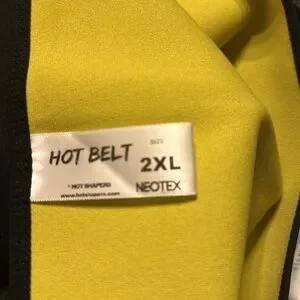 SIZE
HOT BELT 2XL
*HOT SHAPERS NEOTEX
www.hotshapers.com